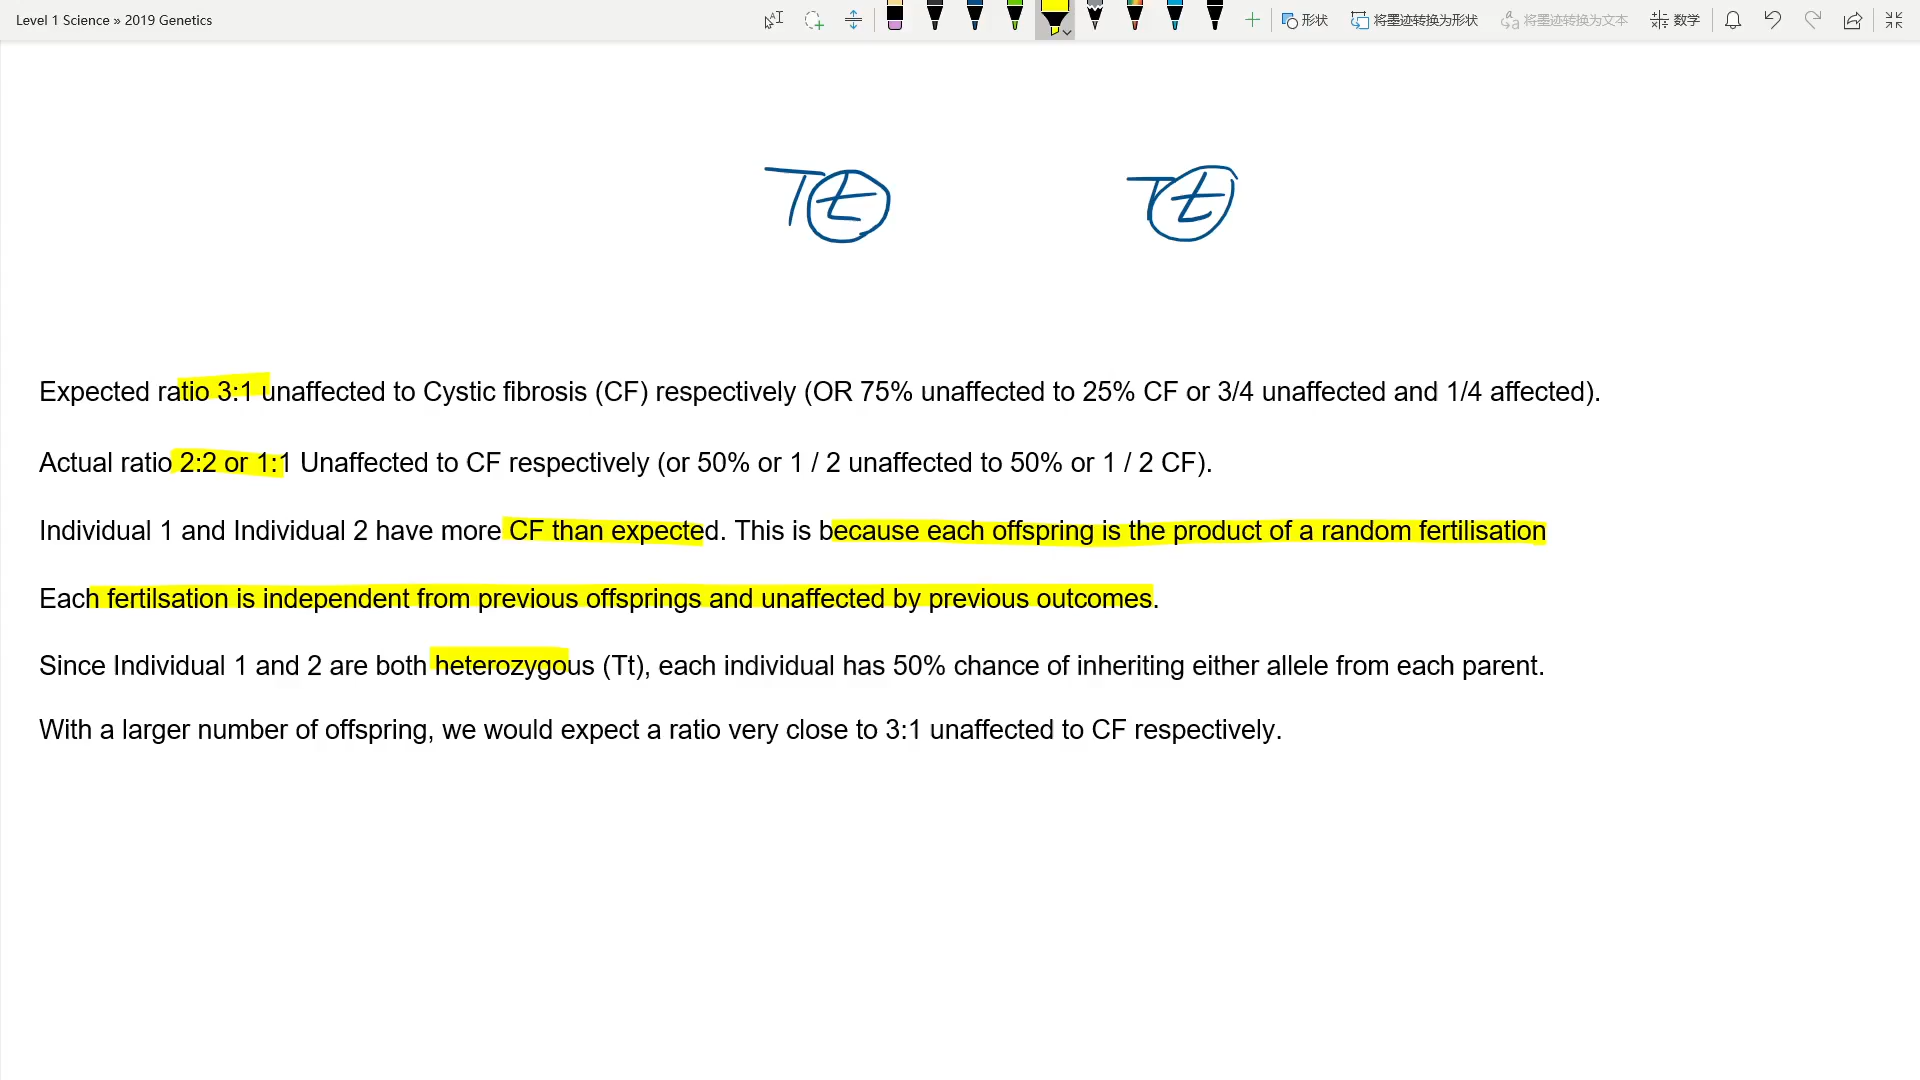 Level 1 Science » 2019 Genetics
形状 将墨迹转换为形状 将墨迹转换为文本 数学
Tt Tt
Expected ratio 3:1 unaffected to Cystic fibrosis (CF) respectively (OR 75% unaffected to 25% CF or 3/4 unaffected and 1/4 affected).
Actual ratio 2:2 or 1:1 Unaffected to CF respectively (or 50% or 1 / 2 unaffected to 50% or 1 / 2 CF).
Individual 1 and Individual 2 have more CF than expected. This is because each offspring is the product of a random fertilisation
Each fertilsation is independent from previous offsprings and unaffected by previous outcomes.
Since Individual 1 and 2 are both heterozygous (Tt), each individual has 50% chance of inheriting either allele from each parent.
With a larger number of offspring, we would expect a ratio very close to 3:1 unaffected to CF respectively.